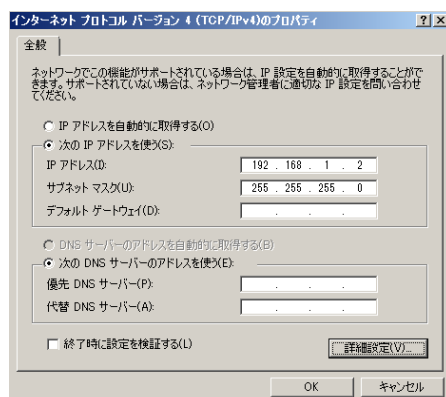 インターネット プロトコル バージョン 4 (TCP/IPv4)のプロパティ
全般
ネットワークでこの機能がサポートされている場合は、IP 設定を自動的に取得することがで
きます。サポートされていない場合は、ネットワーク管理者に適切な IP 設定を問い合わせ
てください。
IP アドレスを自動的に取得する(O)
次の IP アドレスを使う(S):
IP アドレス(I): 192 . 168 . 1 . 2
サブネット マスク(U): 255 . 255 . 255 . 0
デフォルト ゲートウェイ(D): . . .
DNS サーバーのアドレスを自動的に取得する(B)
次の DNS サーバーのアドレスを使う(E):
優先 DNS サーバー(P): . . .
代替 DNS サーバー(A): . . .
終了時に設定を検証する(L)
詳細設定(V)...
OK キャンセル